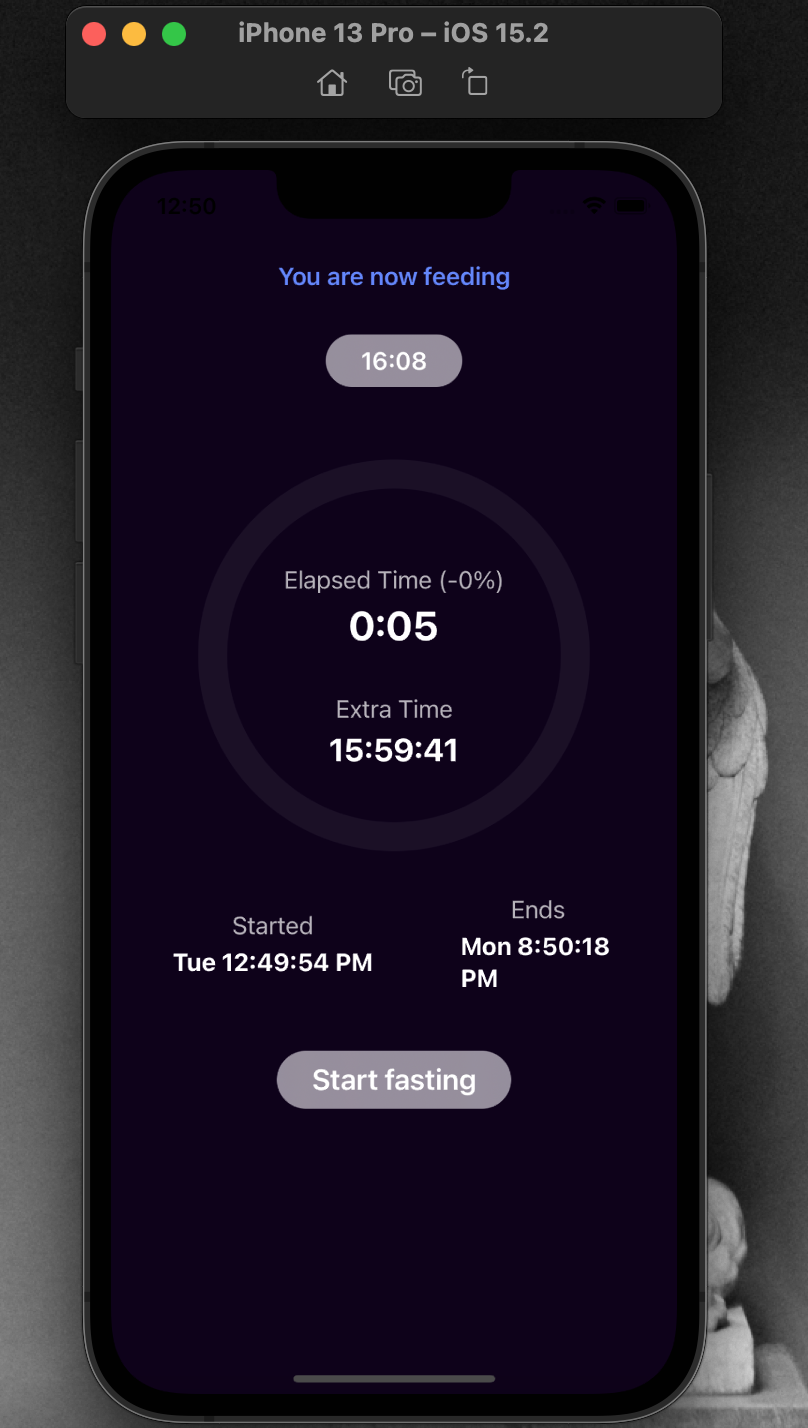 iPhone 13 Pro – iOS 15.2
12:50
You are now feeding
16:08
Elapsed Time (-0%)
0:05
Extra Time
15:59:41
Started
Tue 12:49:54 PM
Ends
Mon 8:50:18
PM
Start fasting